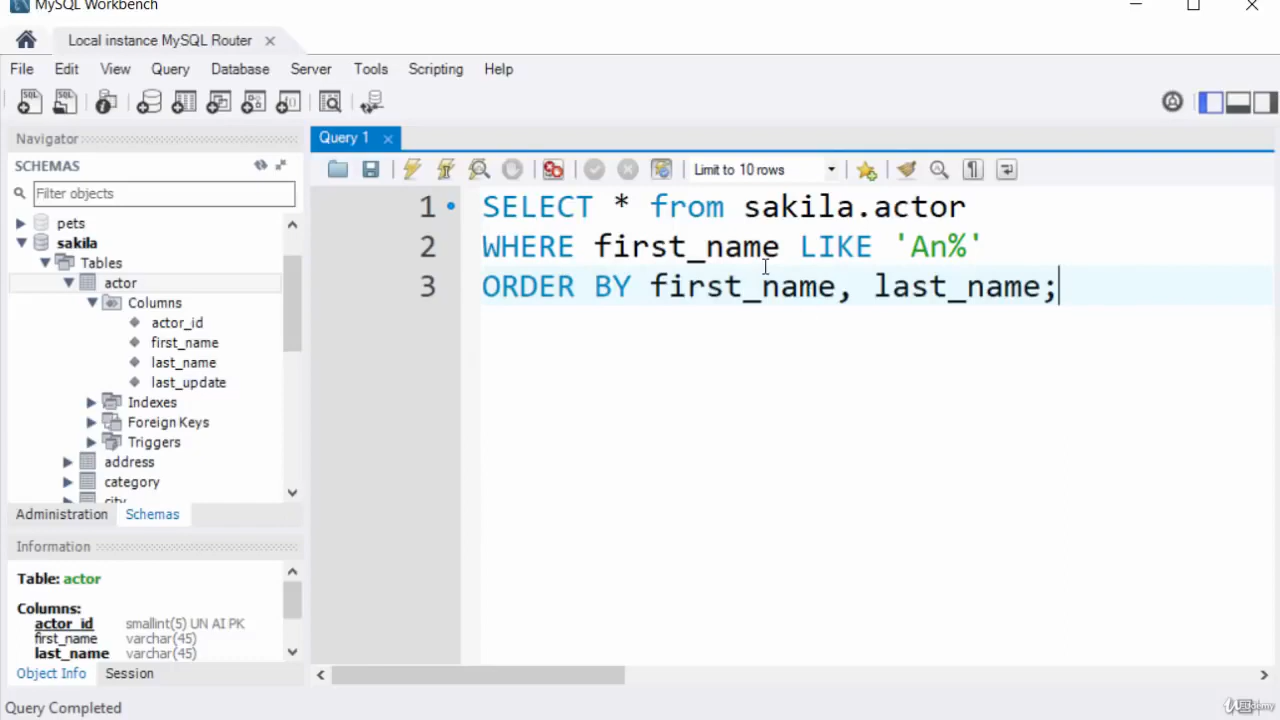 MySQL Workbench
Local instance MySQL Router
File Edit View Query Database Server Tools Scripting Help
Navigator
SCHEMAS
Filter objects
pets
sakila
Tables
actor
Columns
actor_id
first_name
last_name
last_update
Indexes
Foreign Keys
Triggers
address
category
city
Administration Schemas
Information
Table: actor
Columns:
actor_id smallint(5) UN AI PK
first_name varchar(45)
last_name varchar(45)
Object Info Session
Query Completed
Query 1
Limit to 10 rows
1 SELECT * from sakila.actor
2 WHERE first_name LIKE 'An%'
3 ORDER BY first_name, last_name;